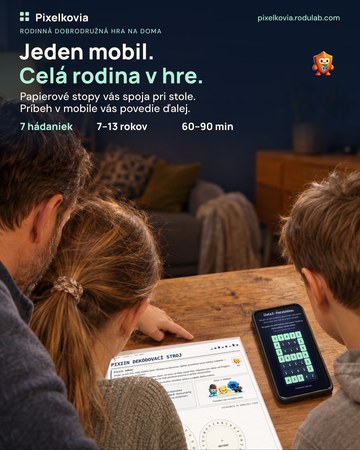 Pixelkovia
pixelkovia.rodulab.com
RODINNÁ DOBRODRUŽNÁ HRA NA DOMA
Jeden mobil.
Celá rodina v hre.
Papierové stopy vás spoja pri stole.
Príbeh v mobile vás povedie ďalej.
7 hádaniek 7–13 rokov 60–90 min
PIXIIN DEKÓDOVACÍ STROJ